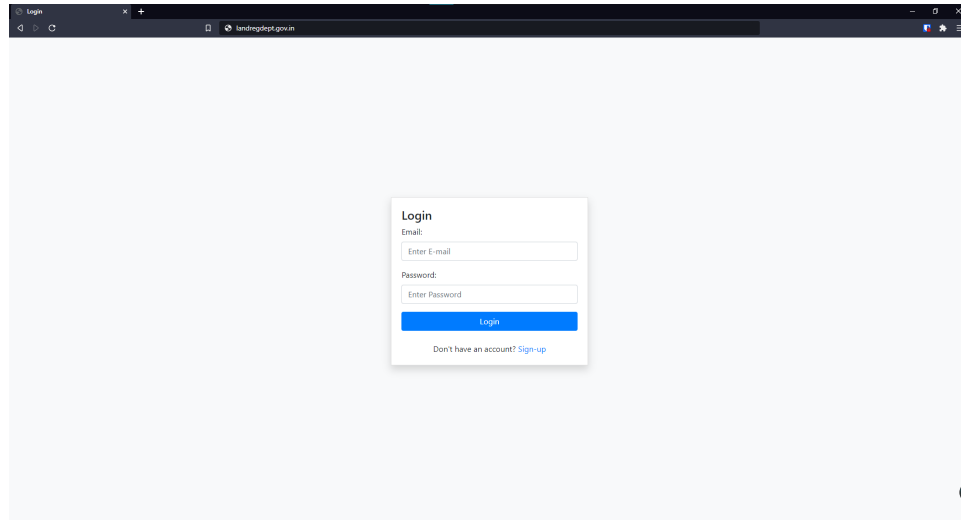 Login
landregdept.gov.in
Login
Email:
Enter E-mail
Password:
Enter Password
Login
Don't have an account? Sign-up